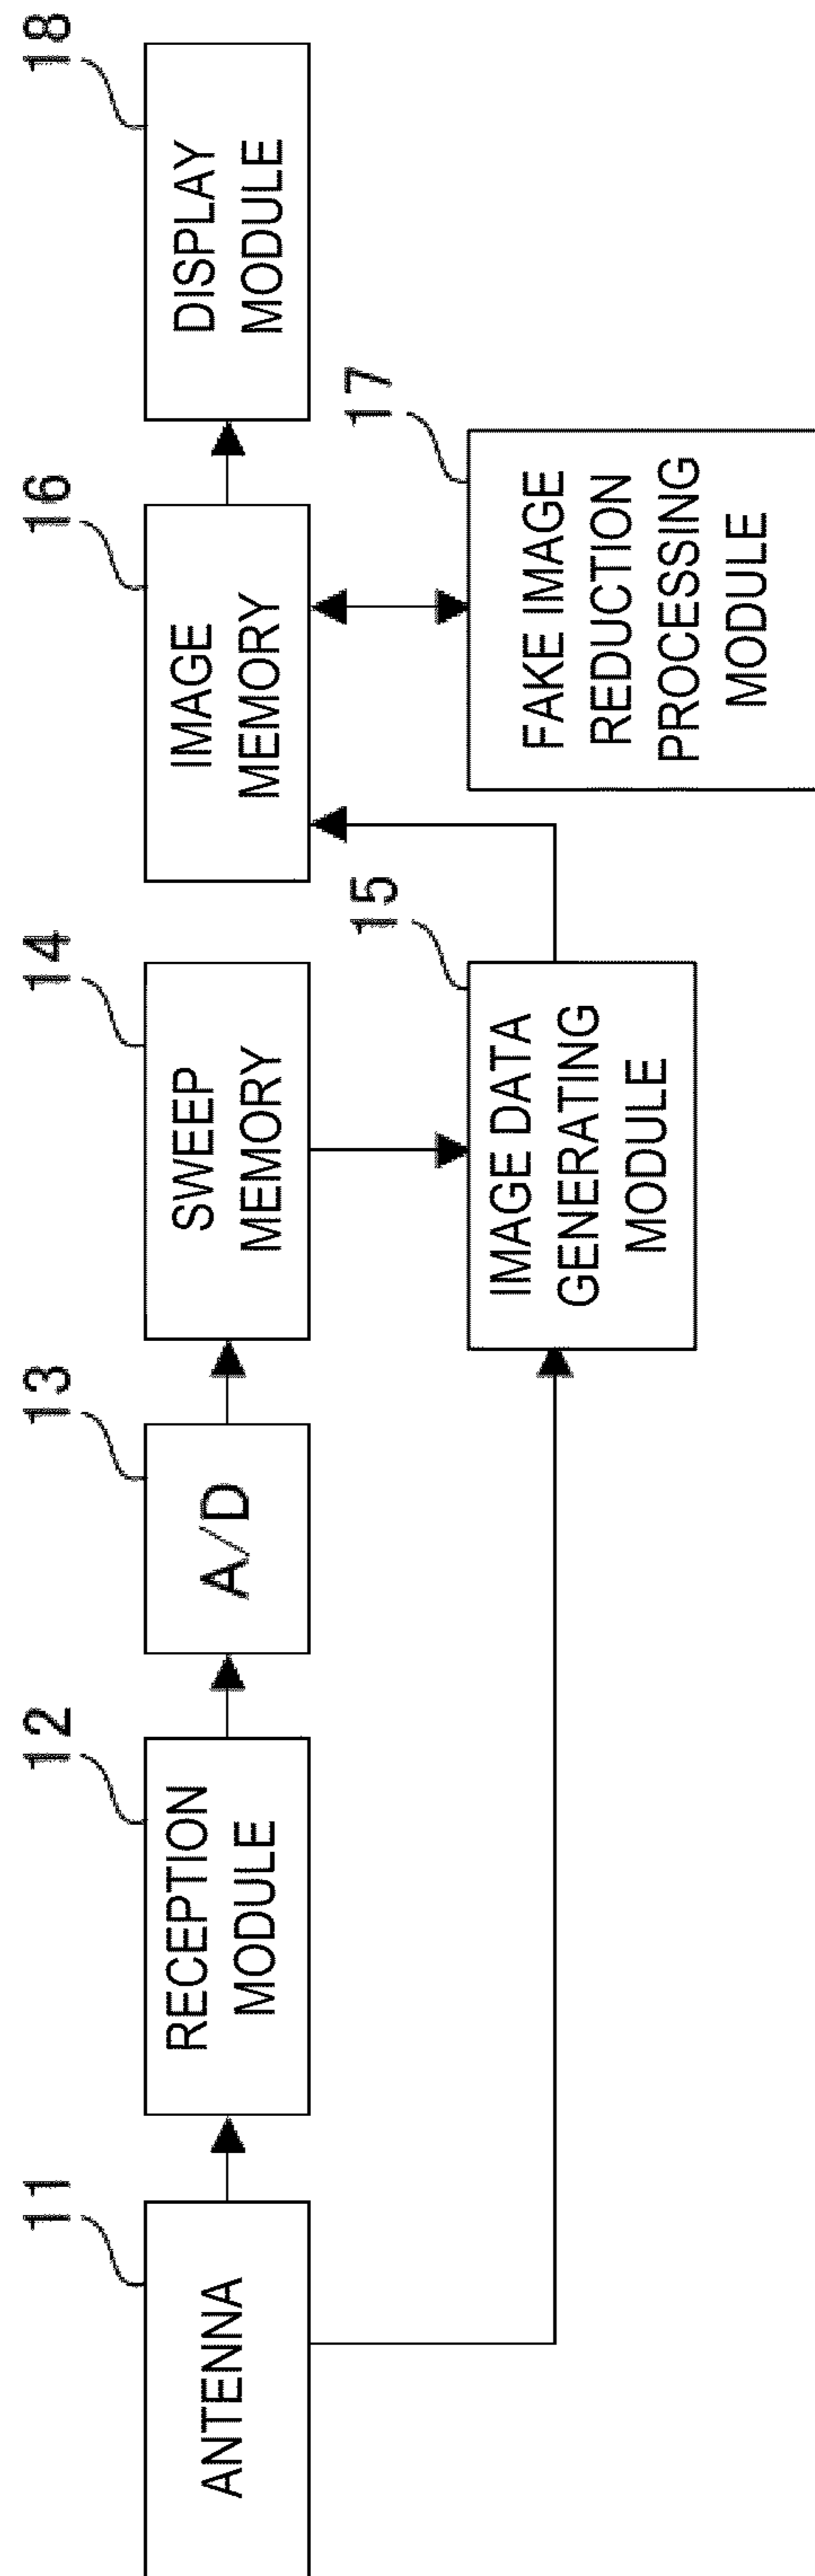 11
ANTENNA
12
RECEPTION
MODULE
13
A/D
14
SWEEP
MEMORY
15
IMAGE DATA
GENERATING
MODULE
16
IMAGE
MEMORY
17
FAKE IMAGE
REDUCTION
PROCESSING
MODULE
18
DISPLAY
MODULE